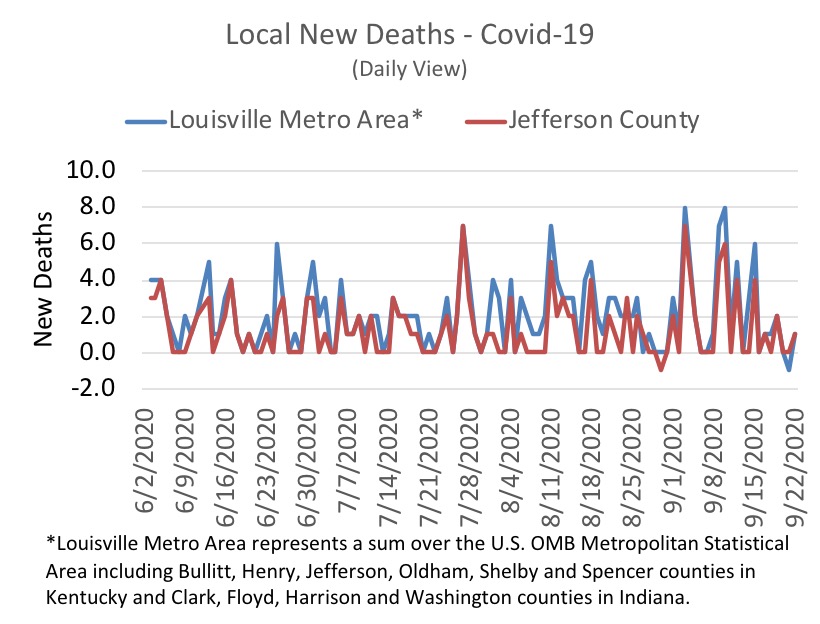 Local New Deaths - Covid-19
(Daily View)
Louisville Metro Area* Jefferson County
New Deaths
10.0
8.0
6.0
4.0
2.0
0.0
-2.0
6/2/2020 6/9/2020 6/16/2020 6/23/2020 6/30/2020 7/7/2020 7/14/2020 7/21/2020 7/28/2020 8/4/2020 8/11/2020 8/18/2020 8/25/2020 9/1/2020 9/8/2020 9/15/2020 9/22/2020
*Louisville Metro Area represents a sum over the U.S. OMB Metropolitan Statistical
Area including Bullitt, Henry, Jefferson, Oldham, Shelby and Spencer counties in
Kentucky and Clark, Floyd, Harrison and Washington counties in Indiana.